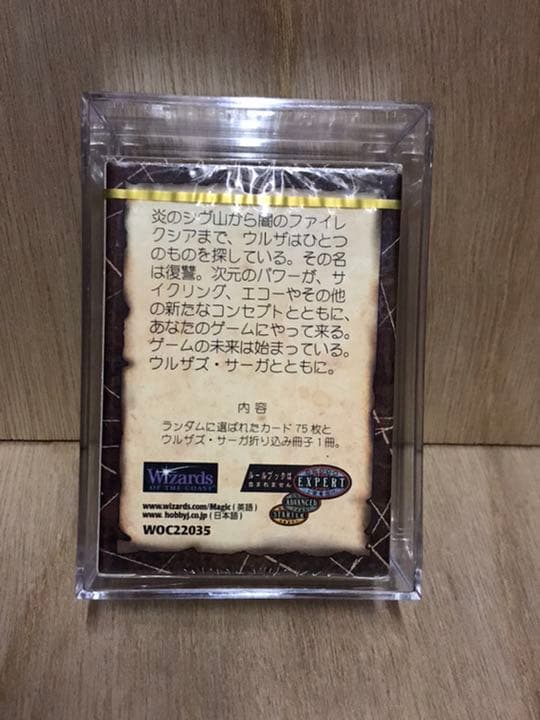 炎のシヴ山から闇のファイレ
クシアまで、ウルザはひとつ
のものを探している。その名
は復讐。次元のパワーが、サ
イクリング、エコーやその他
の新たなコンセプトとともに、
あなたのゲームにやって来る。
ゲームの未来は始まっている。
ウルザズ・サーガとともに。
内容
ランダムに選ばれたカード75枚と
ウルザズ・サーガ折り込み冊子1冊。
Wizards
OF THE COAST
ルールブックは
含まれません
EXPERT
ADVANCED
STARTER
www.wizards.com/Magic (英語)
www.hobbyj.co.jp (日本語)
WOC22035